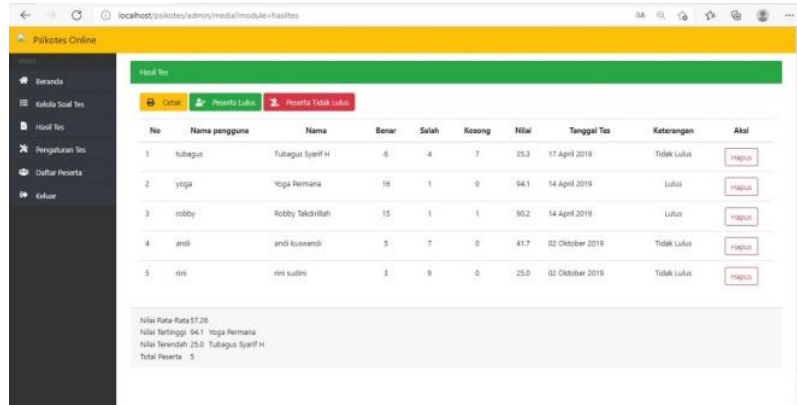 localhost/psikotes/admin/media?module=hasiltes
Psikotes Online
Beranda
Kelola Soal Tes
Hasil Tes
Pengaturan Tes
Daftar Peserta
Keluar
Hasil Tes
Cetak Peserta Lulus Peserta Tidak Lulus
No Nama pengguna Nama Benar Salah Kosong Nilai Tanggal Tes Keterangan Aksi
1 tubagus Tubagus Syarif H 6 4 7 25.3 17 April 2019 Tidak Lulus Hapus
2 yoga Yoga Permana 16 1 0 94.1 14 April 2019 Lulus Hapus
3 robby Robby Takdirillah 15 1 1 90.2 14 April 2019 Lulus Hapus
4 andi andi kuswandi 5 7 0 41.7 02 Oktober 2019 Tidak Lulus Hapus
5 rini rini sudini 3 9 0 25.0 02 Oktober 2019 Tidak Lulus Hapus
Nilai Rata-Rata 57.26
Nilai Tertinggi 94.1 Yoga Permana
Nilai Terendah 25.0 Tubagus Syarif H
Total Peserta 5